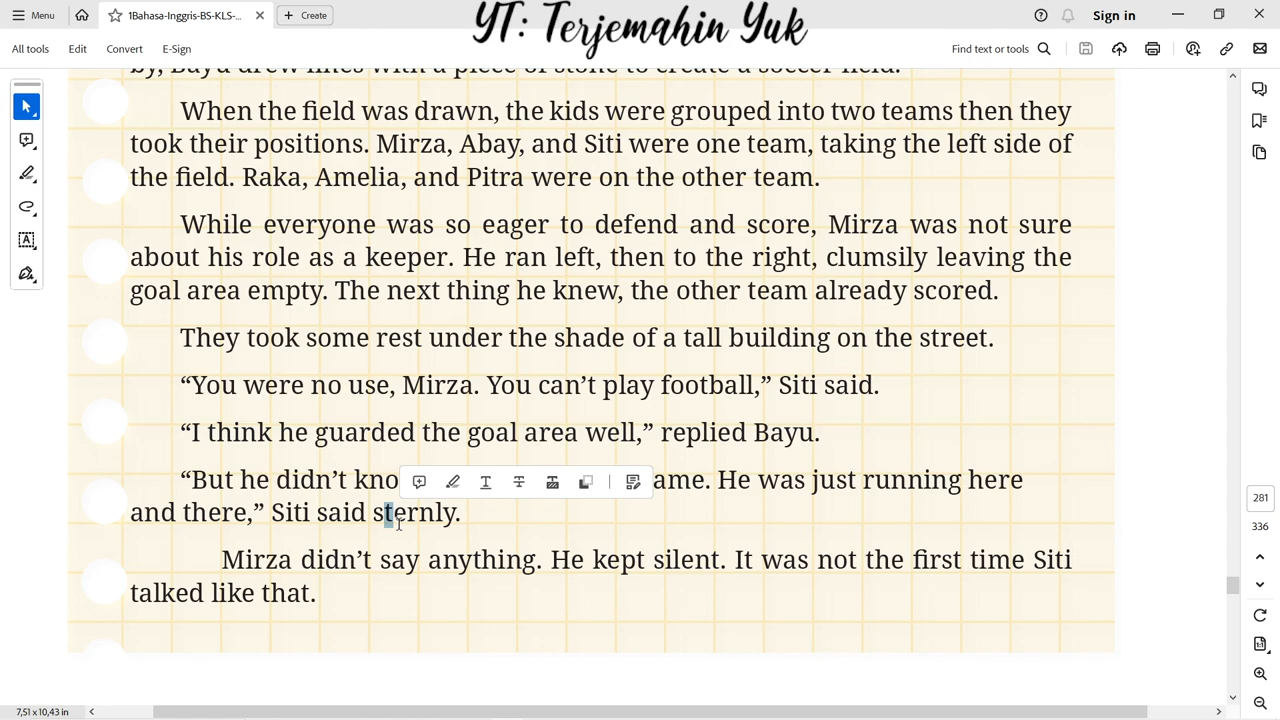 Menu
1Bahasa-Inggris-BS-KLS-...
Create
YT: Terjemahin Yuk
Sign in
All tools
Edit
Convert
E-Sign
Find text or tools
When the field was drawn, the kids were grouped into two teams then they
took their positions. Mirza, Abay, and Siti were one team, taking the left side of
the field. Raka, Amelia, and Pitra were on the other team.
While everyone was so eager to defend and score, Mirza was not sure
about his role as a keeper. He ran left, then to the right, clumsily leaving the
goal area empty. The next thing he knew, the other team already scored.
They took some rest under the shade of a tall building on the street.
“You were no use, Mirza. You can’t play football,” Siti said.
“I think he guarded the goal area well,” replied Bayu.
“But he didn’t kno ame. He was just running here
and there,” Siti said sternly.
Mirza didn’t say anything. He kept silent. It was not the first time Siti
talked like that.
281
336
7,51 x 10,43 in